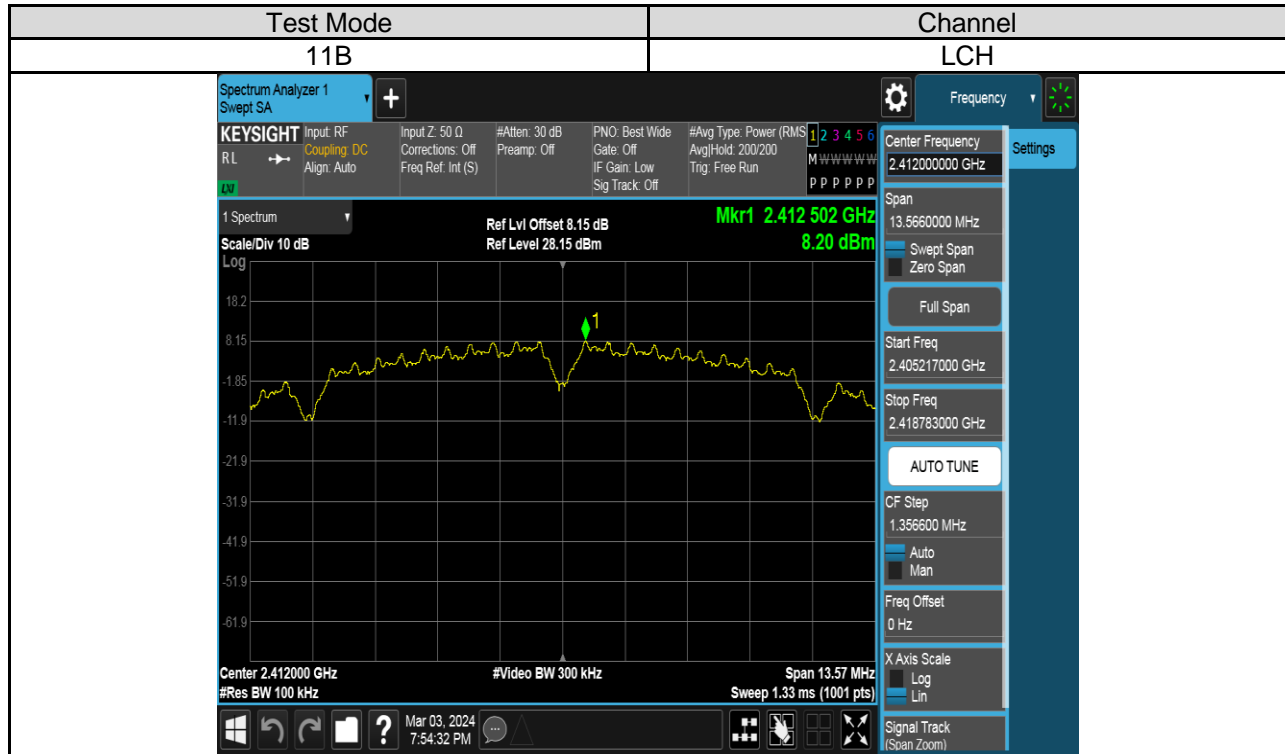 Test Mode Channel
11B LCH
Spectrum Analyzer 1
Swept SA
+
Frequency
KEYSIGHT Input: RF Input Z: 50 Ω #Atten: 30 dB PNO: Best Wide #Avg Type: Power (RMS 1 2 3 4 5 6
Coupling: DC Corrections: Off Preamp: Off Gate: Off Avg|Hold: 200/200
RL Align: Auto Freq Ref: Int (S) IF Gain: Low Trig: Free Run M W W W W W
LXI Sig Track: Off P P P P P P
1 Spectrum
Ref Lvl Offset 8.15 dB
Mkr1 2.412 502 GHz
Scale/Div 10 dB Ref Level 28.15 dBm 8.20 dBm
Log
1
18.2
8.15
-1.85
-11.9
-21.9
-31.9
-41.9
-51.9
-61.9
Center 2.412000 GHz #Video BW 300 kHz Span 13.57 MHz
#Res BW 100 kHz Sweep 1.33 ms (1001 pts)
? Mar 03, 2024
7:54:32 PM
Center Frequency
2.412000000 GHz
Settings
Span
13.5660000 MHz
Swept Span
Zero Span
Full Span
Start Freq
2.405217000 GHz
Stop Freq
2.418783000 GHz
AUTO TUNE
CF Step
1.356600 MHz
Auto
Man
Freq Offset
0 Hz
X Axis Scale
Log
Lin
Signal Track
(Span Zoom)